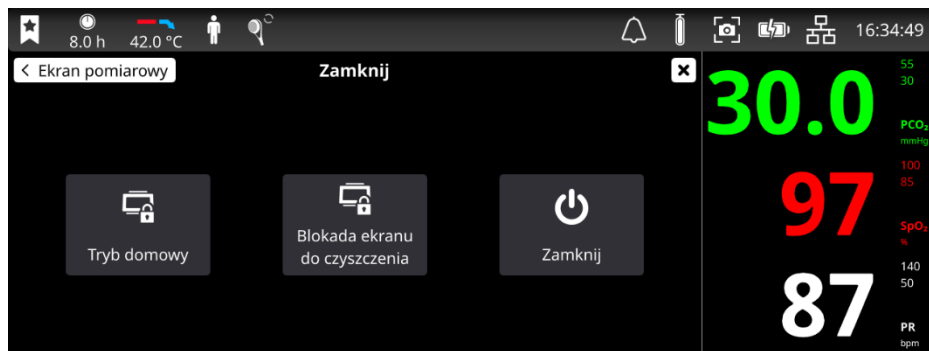 8.0 h
42.0 °C
16:34:49
Ekran pomiarowy
Zamknij
Tryb domowy
Blokada ekranu
do czyszczenia
Zamknij
30.0
55
30
PCO₂
mmHg
97
100
85
SpO₂
%
87
140
50
PR
bpm